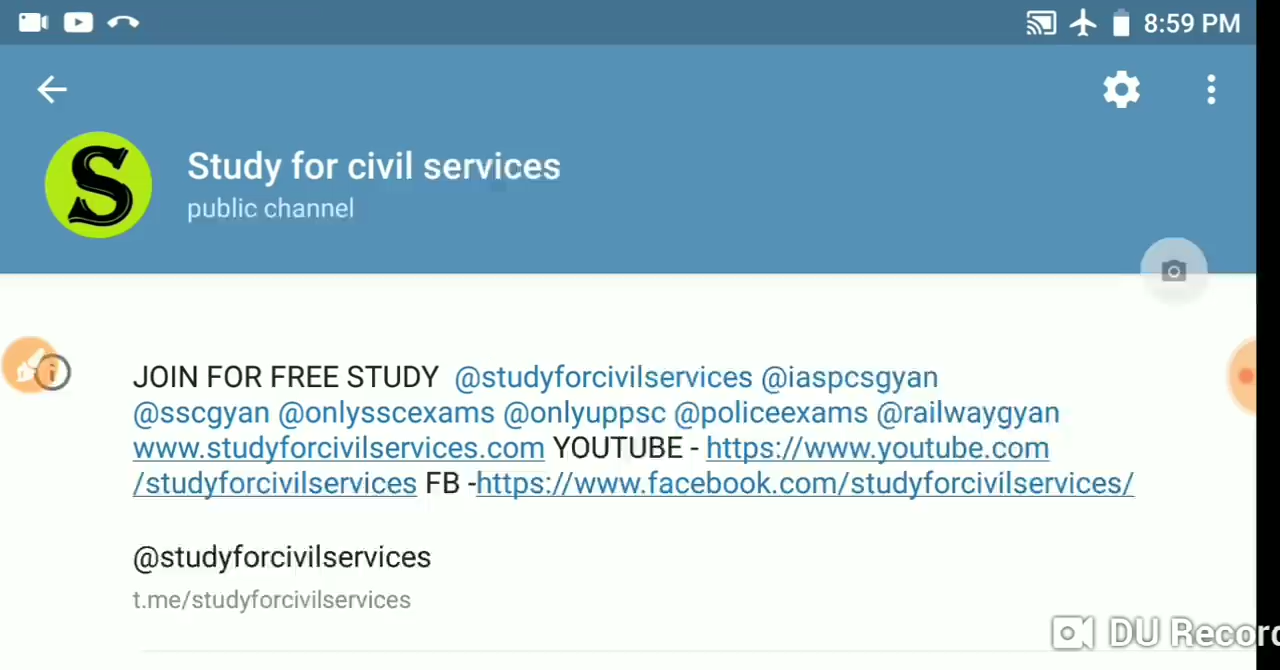 8:59 PM
S
Study for civil services
public channel
JOIN FOR FREE STUDY @studyforcivilservices @iaspcsgyan
@sscgyan @onlysscexams @onlyuppsc @policeexams @railwaygyan
www.studyforcivilservices.com YOUTUBE - https://www.youtube.com
/studyforcivilservices FB -https://www.facebook.com/studyforcivilservices/
@studyforcivilservices
t.me/studyforcivilservices
DU Recorc